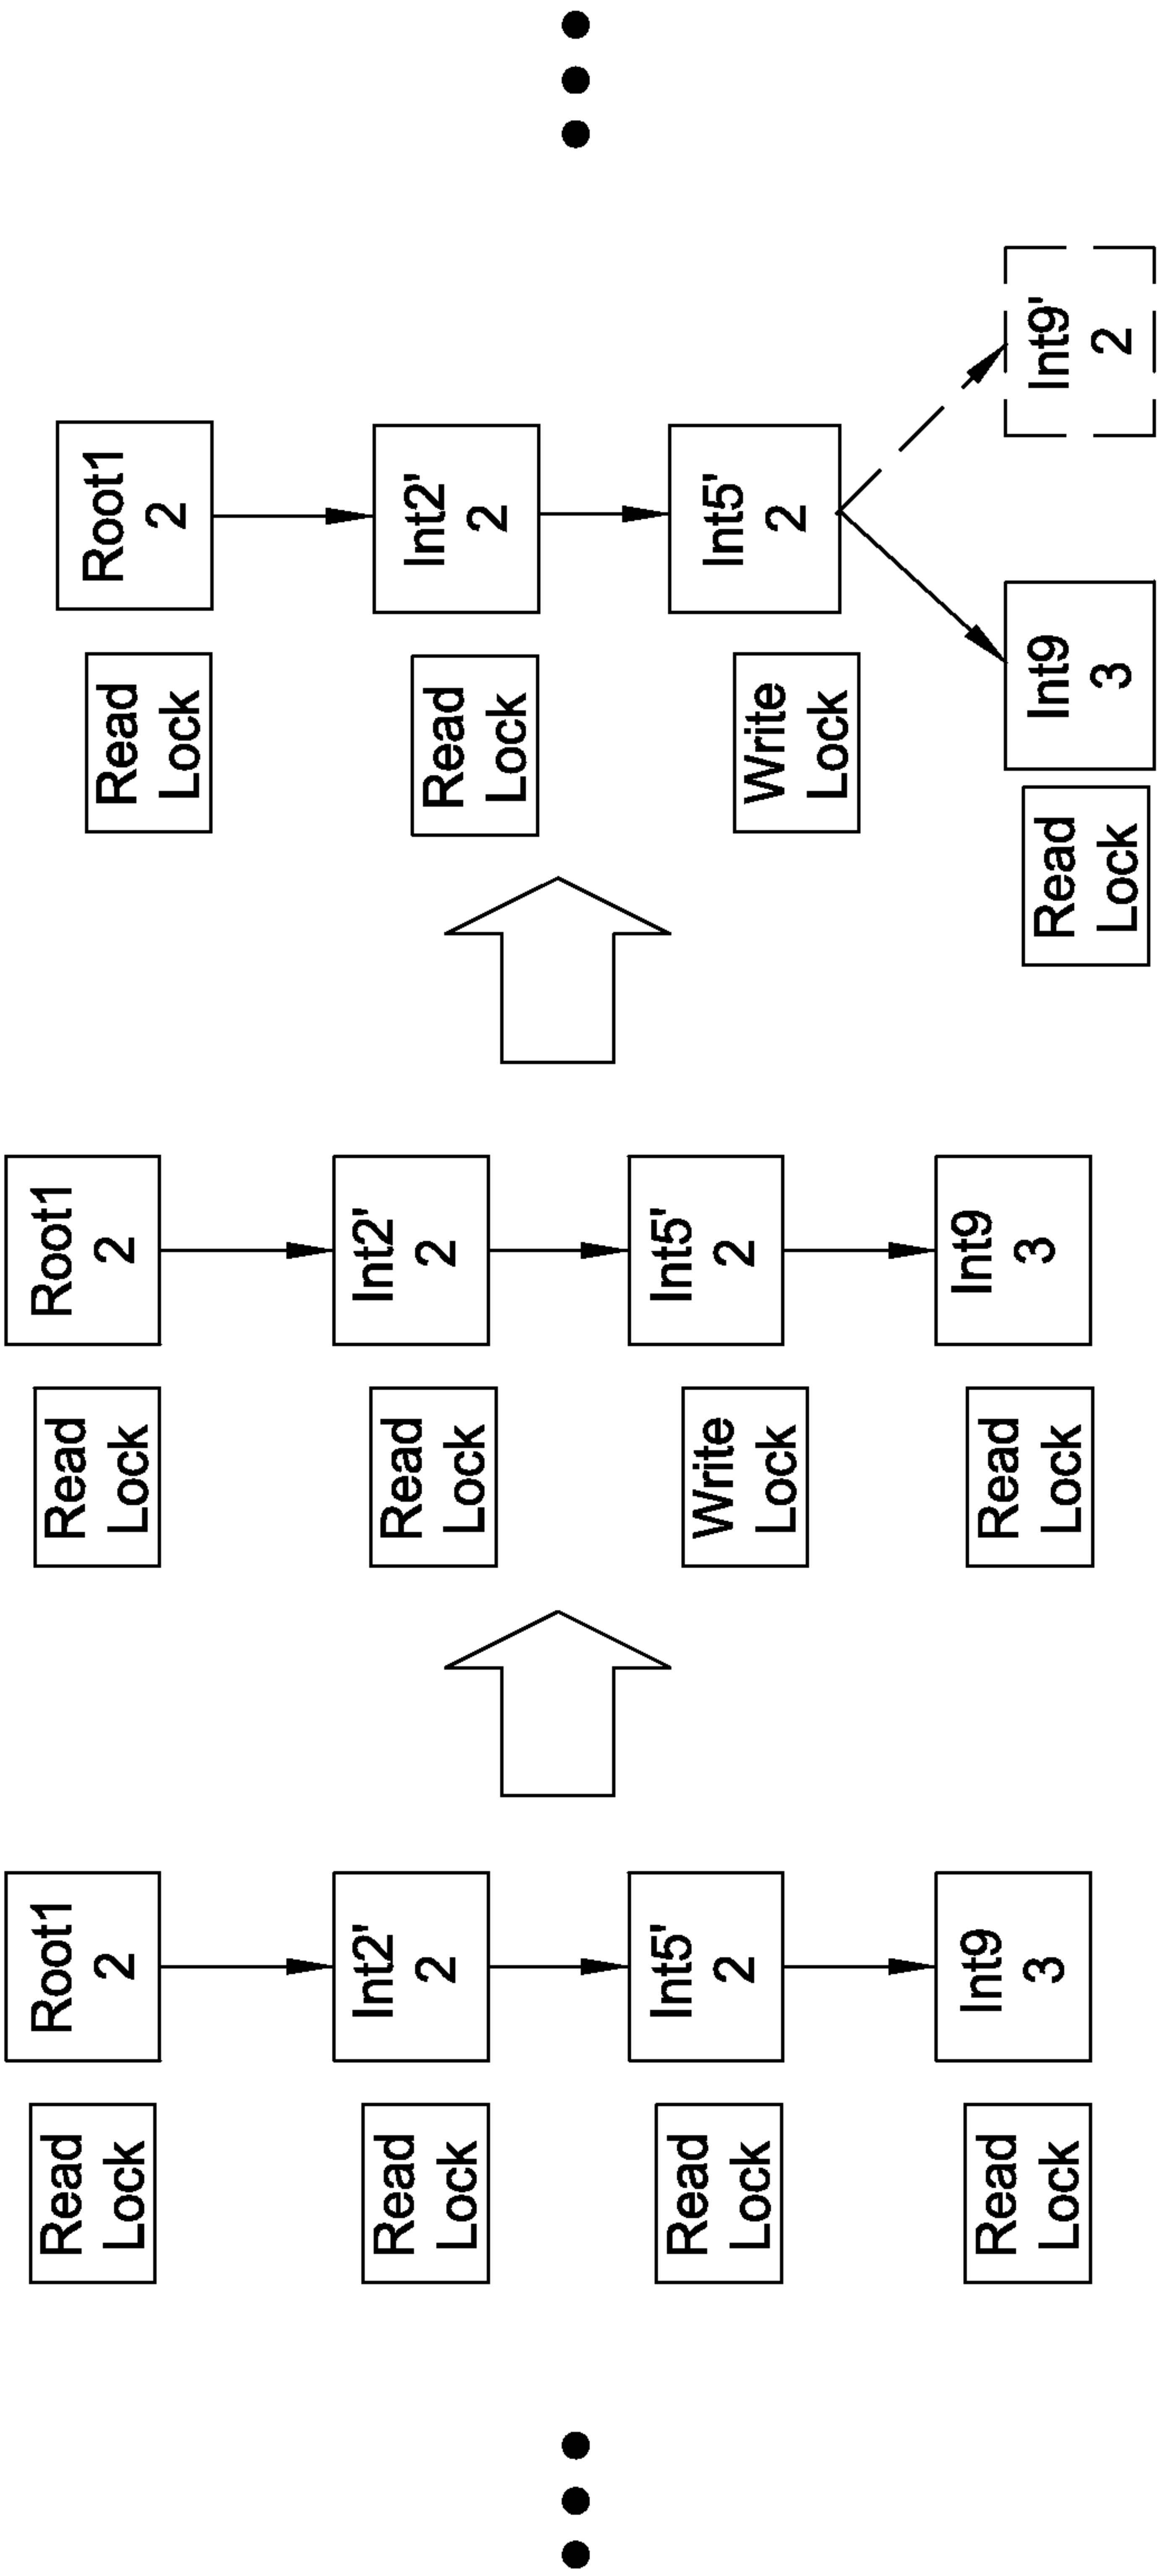 Read
Lock
Root1
2
Read
Lock
Int2'
2
Read
Lock
Int5'
2
Read
Lock
Int9
3
Read
Lock
Root1
2
Read
Lock
Int2'
2
Write
Lock
Int5'
2
Read
Lock
Int9
3
Read
Lock
Root1
2
Read
Lock
Int2'
2
Write
Lock
Int5'
2
Read
Lock
Int9
3
Int9'
2